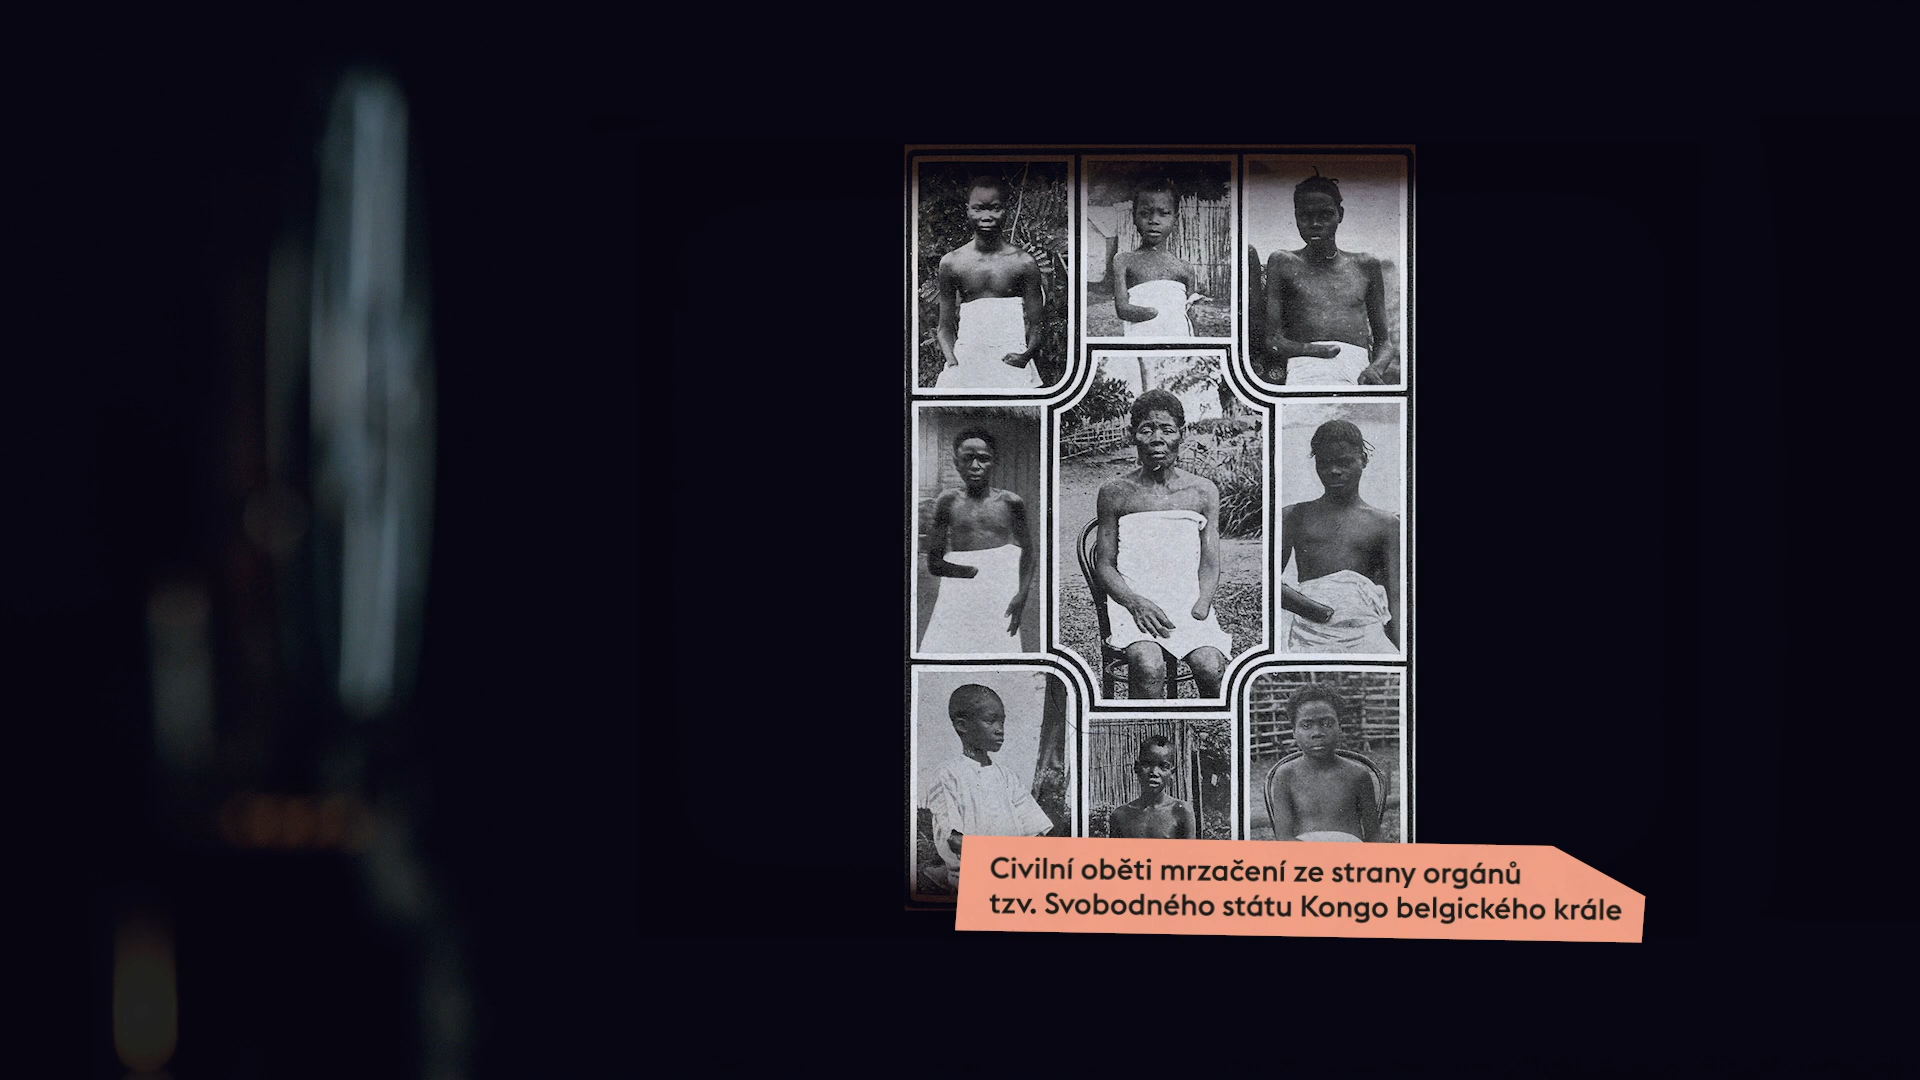 Civilní oběti mrzačení ze strany orgánů
tzv. Svobodného státu Kongo belgického krále